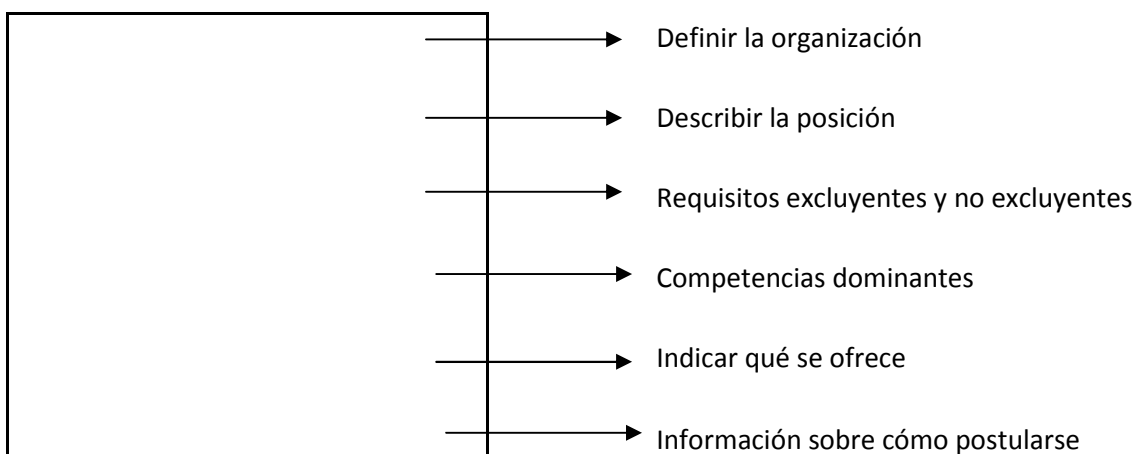 Definir la organización
Describir la posición
Requisitos excluyentes y no excluyentes
Competencias dominantes
Indicar qué se ofrece
Información sobre cómo postularse